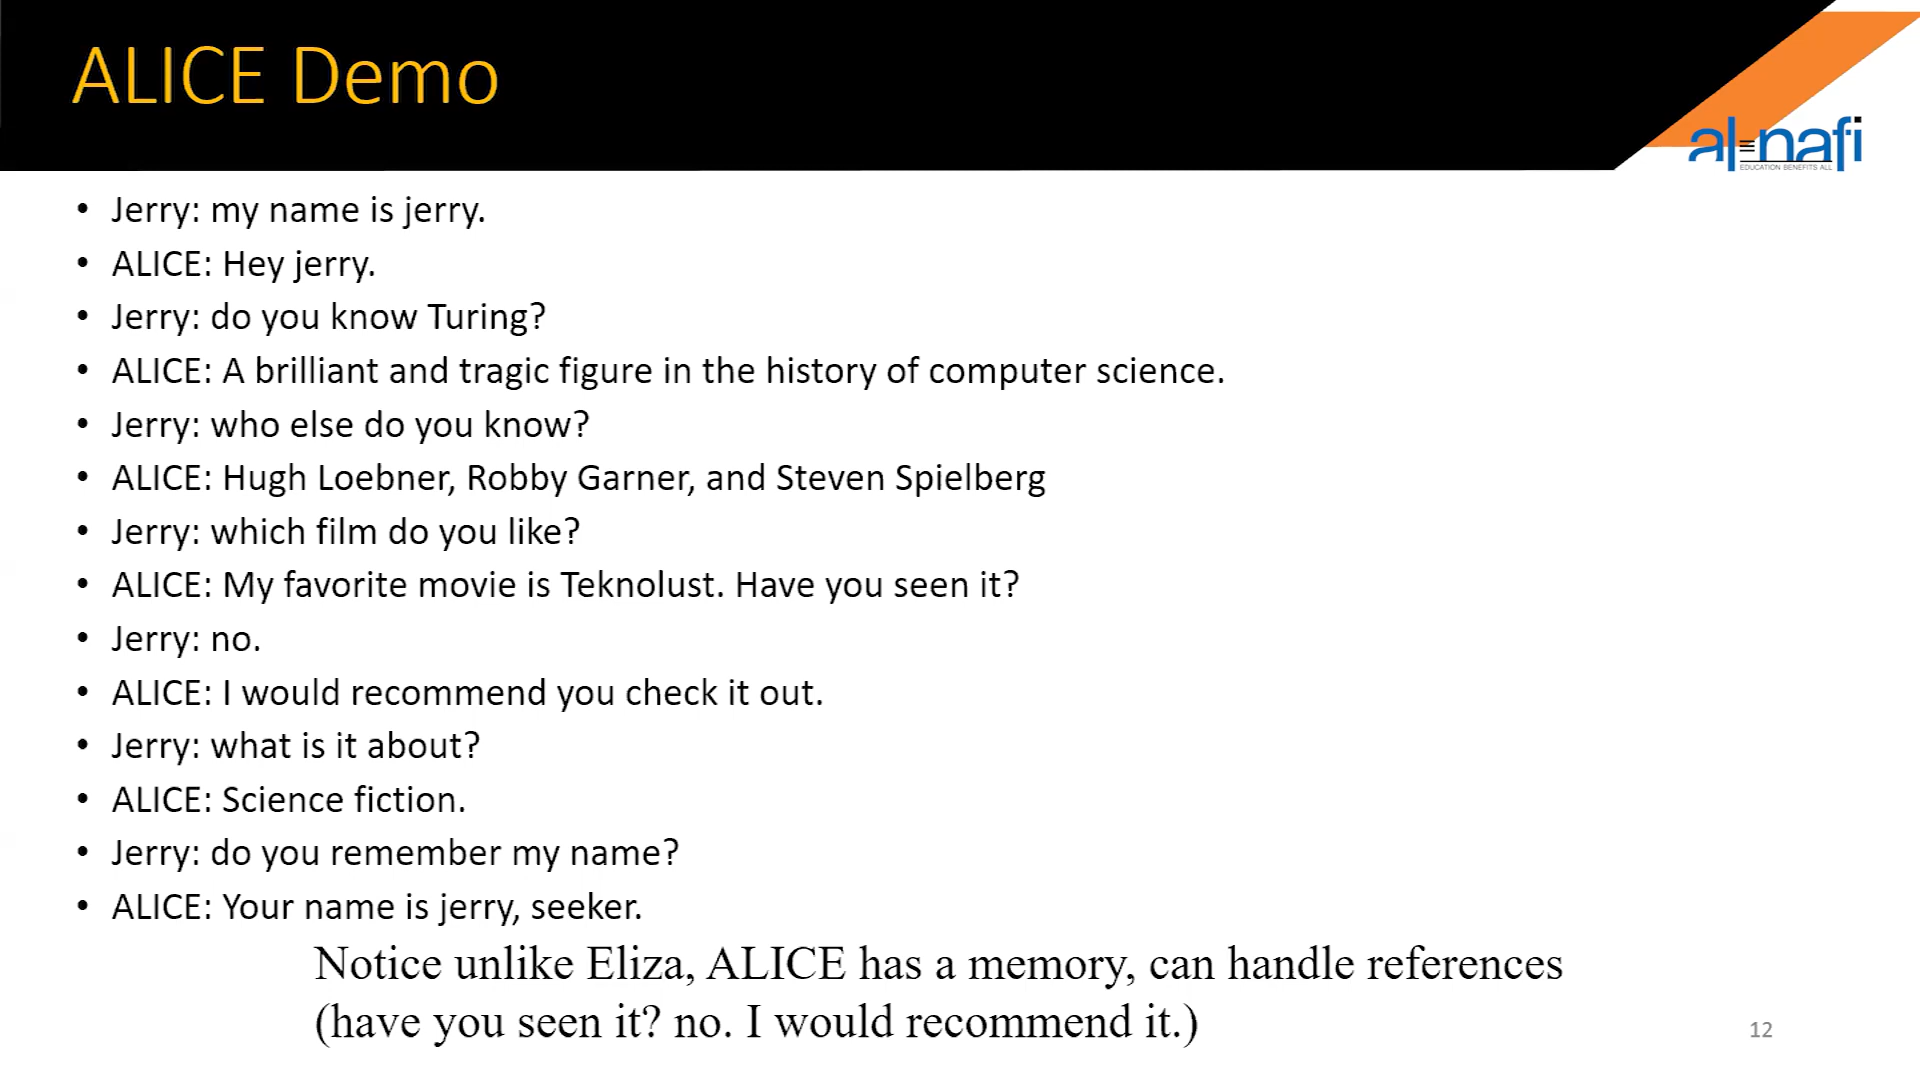 ALICE Demo
al-nafi
EDUCATION BENEFITS ALL
• Jerry: my name is jerry.
• ALICE: Hey jerry.
• Jerry: do you know Turing?
• ALICE: A brilliant and tragic figure in the history of computer science.
• Jerry: who else do you know?
• ALICE: Hugh Loebner, Robby Garner, and Steven Spielberg
• Jerry: which film do you like?
• ALICE: My favorite movie is Teknolust. Have you seen it?
• Jerry: no.
• ALICE: I would recommend you check it out.
• Jerry: what is it about?
• ALICE: Science fiction.
• Jerry: do you remember my name?
• ALICE: Your name is jerry, seeker.
Notice unlike Eliza, ALICE has a memory, can handle references
(have you seen it? no. I would recommend it.)
12